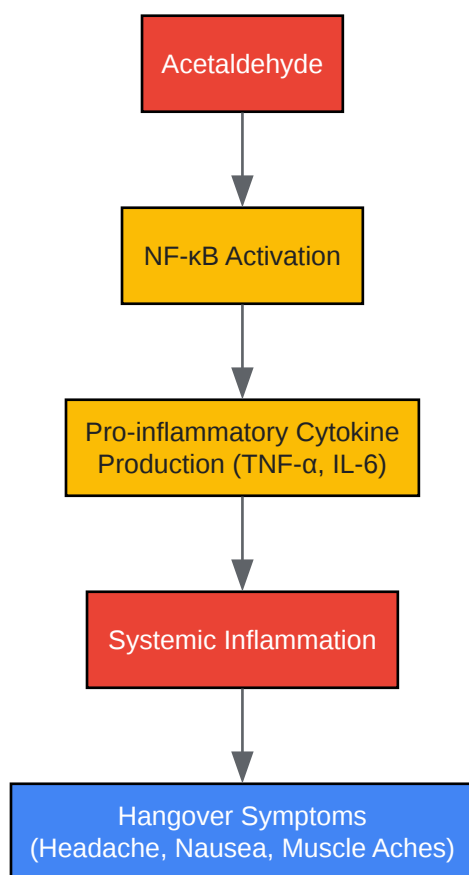 Acetaldehyde
NF-κB Activation
Pro-inflammatory Cytokine
Production (TNF-α, IL-6)
Systemic Inflammation
Hangover Symptoms
(Headache, Nausea, Muscle Aches)